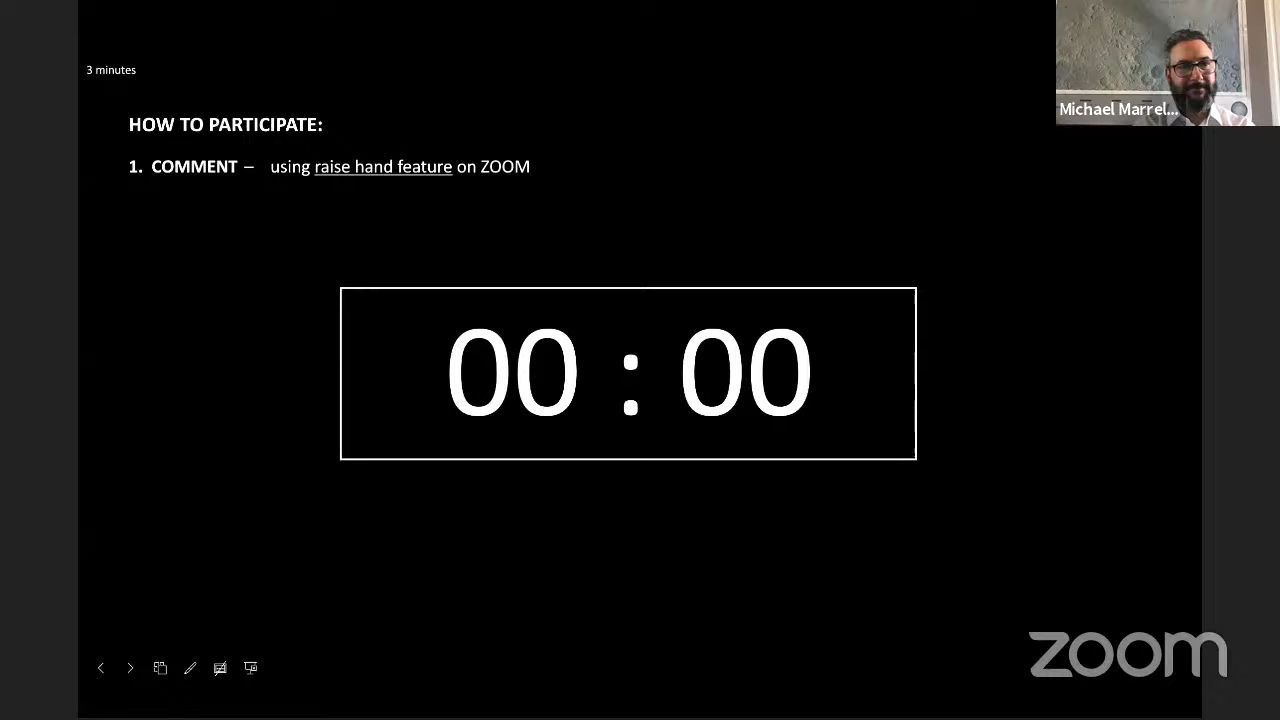 3 minutes
HOW TO PARTICIPATE:
1. COMMENT – using raise hand feature on ZOOM
00 : 00
Michael Marrel...
zoom